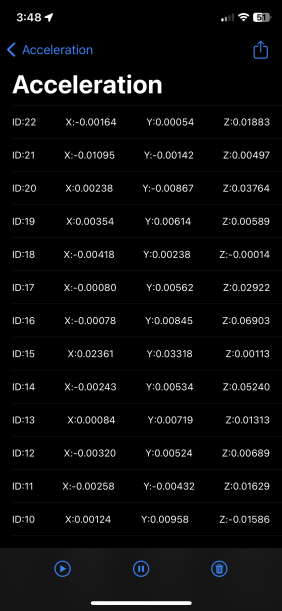 3:48 51
Acceleration
Acceleration
ID:22 X:-0.00164 Y:0.00054 Z:0.01883
ID:21 X:-0.01095 Y:-0.00142 Z:0.00497
ID:20 X:0.00238 Y:-0.00867 Z:0.03764
ID:19 X:0.00354 Y:0.00614 Z:0.00589
ID:18 X:-0.00418 Y:0.00238 Z:-0.00014
ID:17 X:-0.00080 Y:0.00562 Z:0.02922
ID:16 X:-0.00078 Y:0.00845 Z:0.06903
ID:15 X:0.02361 Y:0.03318 Z:0.00113
ID:14 X:-0.00243 Y:0.00534 Z:0.05240
ID:13 X:0.00084 Y:0.00719 Z:0.01313
ID:12 X:-0.00320 Y:0.00524 Z:0.00689
ID:11 X:-0.00258 Y:-0.00432 Z:0.01629
ID:10 X:0.00124 Y:0.00958 Z:-0.01586